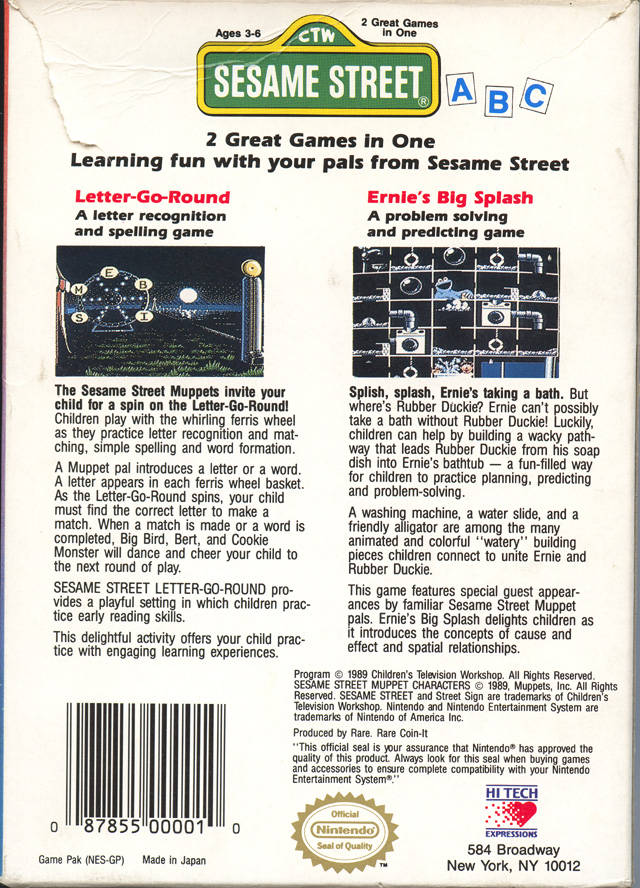 Ages 3-6
CTW
2 Great Games
in One
SESAME STREET®
A B C
2 Great Games in One
Learning fun with your pals from Sesame Street
Letter-Go-Round
A letter recognition
and spelling game
E
M B
S I
The Sesame Street Muppets invite your
child for a spin on the Letter-Go-Round!
Children play with the whirling ferris wheel
as they practice letter recognition and mat-
ching, simple spelling and word formation.
A Muppet pal introduces a letter or a word.
A letter appears in each ferris wheel basket.
As the Letter-Go-Round spins, your child
must find the correct letter to make a
match. When a match is made or a word is
completed, Big Bird, Bert, and Cookie
Monster will dance and cheer your child to
the next round of play.
SESAME STREET LETTER-GO-ROUND pro-
vides a playful setting in which children prac-
tice early reading skills.
This delightful activity offers your child prac-
tice with engaging learning experiences.
Ernie's Big Splash
A problem solving
and predicting game
Splish, splash, Ernie's taking a bath. But
where's Rubber Duckie? Ernie can't possibly
take a bath without Rubber Duckie! Luckily,
children can help by building a wacky path-
way that leads Rubber Duckie from his soap
dish into Ernie's bathtub — a fun-filled way
for children to practice planning, predicting
and problem-solving.
A washing machine, a water slide, and a
friendly alligator are among the many
animated and colorful ''watery'' building
pieces children connect to unite Ernie and
Rubber Duckie.
This game features special guest appear-
ances by familiar Sesame Street Muppet
pals. Ernie's Big Splash delights children as
it introduces the concepts of cause and
effect and spatial relationships.
Program © 1989 Children's Television Workshop. All Rights Reserved.
SESAME STREET MUPPET CHARACTERS © 1989, Muppets, Inc. All Rights
Reserved. SESAME STREET and Street Sign are trademarks of Children's
Television Workshop. Nintendo and Nintendo Entertainment System are
trademarks of Nintendo of America Inc.
Produced by Rare. Rare Coin-It
''This official seal is your assurance that Nintendo® has approved the
quality of this product. Always look for this seal when buying games
and accessories to ensure complete compatibility with your Nintendo
Entertainment System®.''
0 87855 00001 0
Game Pak (NES-GP) Made in Japan
Official
Nintendo
Seal of Quality
TM
HI TECH
EXPRESSIONS
584 Broadway
New York, NY 10012